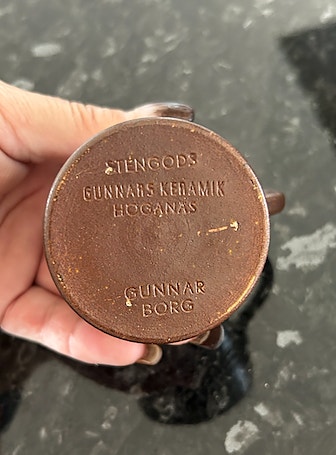 STENGODS
GUNNARS KERAMIK
HÖGANÄS
GUNNAR
BORG